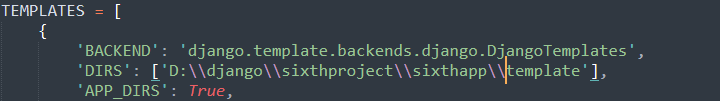 TEMPLATES = [
    {
        'BACKEND': 'django.template.backends.django.DjangoTemplates',
        'DIRS': ['D:\\django\\sixthproject\\sixthapp\\template'],
        'APP_DIRS': True,